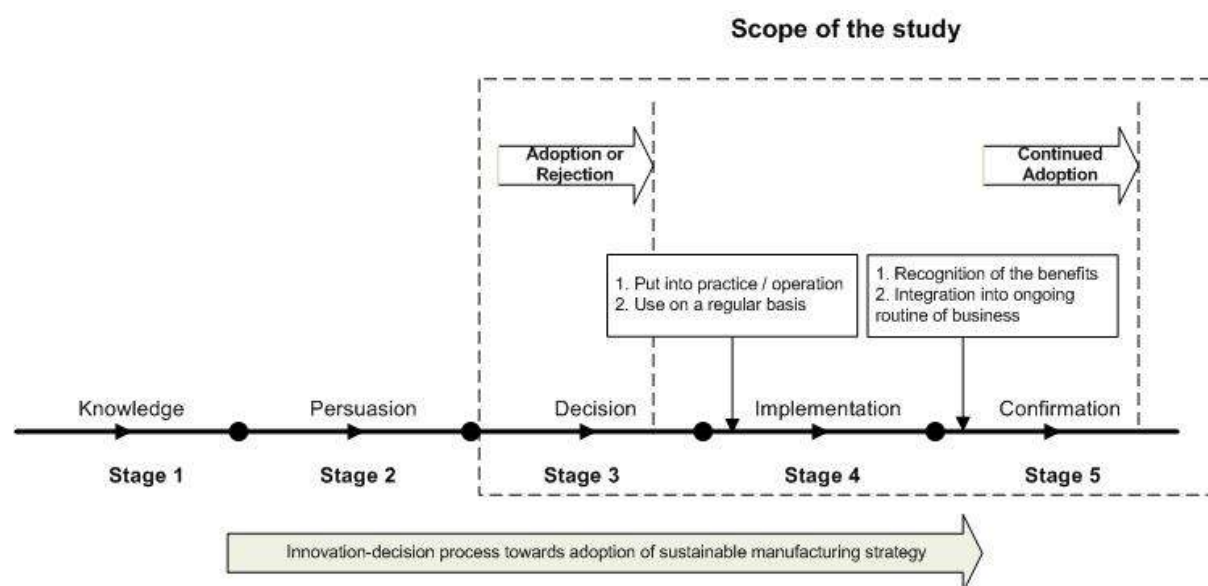 Scope of the study
Adoption or
Rejection
Continued
Adoption
1. Put into practice / operation
2. Use on a regular basis
1. Recognition of the benefits
2. Integration into ongoing
routine of business
Knowledge
Persuasion
Decision
Implementation
Confirmation
Stage 1
Stage 2
Stage 3
Stage 4
Stage 5
Innovation-decision process towards adoption of sustainable manufacturing strategy